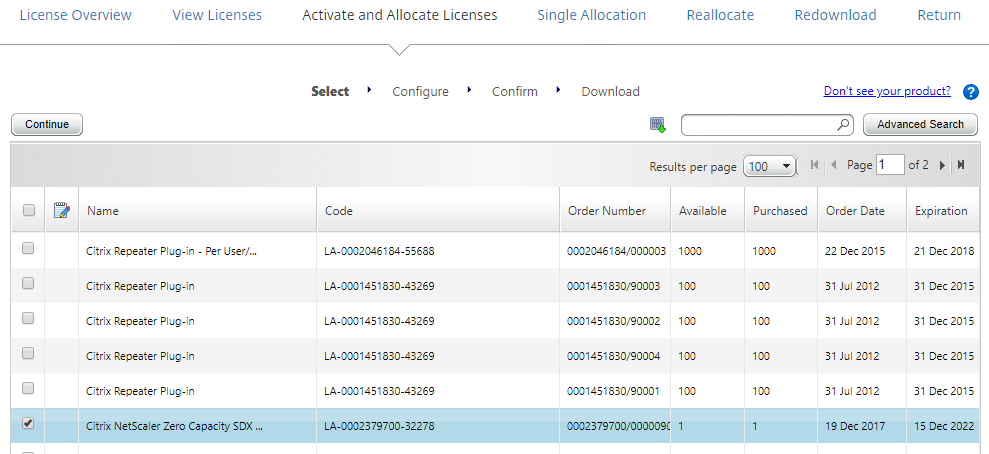 License Overview View Licenses Activate and Allocate Licenses Single Allocation Reallocate Redownload Return
Select Configure Confirm Download Don't see your product? ?
Continue Advanced Search
Results per page 100 Page 1 of 2
Name Code Order Number Available Purchased Order Date Expiration
Citrix Repeater Plug-in - Per User/... LA-0002046184-55688 0002046184/000003 1000 1000 22 Dec 2015 21 Dec 2018
Citrix Repeater Plug-in LA-0001451830-43269 0001451830/90003 100 100 31 Jul 2012 31 Dec 2015
Citrix Repeater Plug-in LA-0001451830-43269 0001451830/90002 100 100 31 Jul 2012 31 Dec 2015
Citrix Repeater Plug-in LA-0001451830-43269 0001451830/90004 100 100 31 Jul 2012 31 Dec 2015
Citrix Repeater Plug-in LA-0001451830-43269 0001451830/90001 100 100 31 Jul 2012 31 Dec 2015
Citrix NetScaler Zero Capacity SDX ... LA-0002379700-32278 0002379700/0000090 1 1 19 Dec 2017 15 Dec 2022